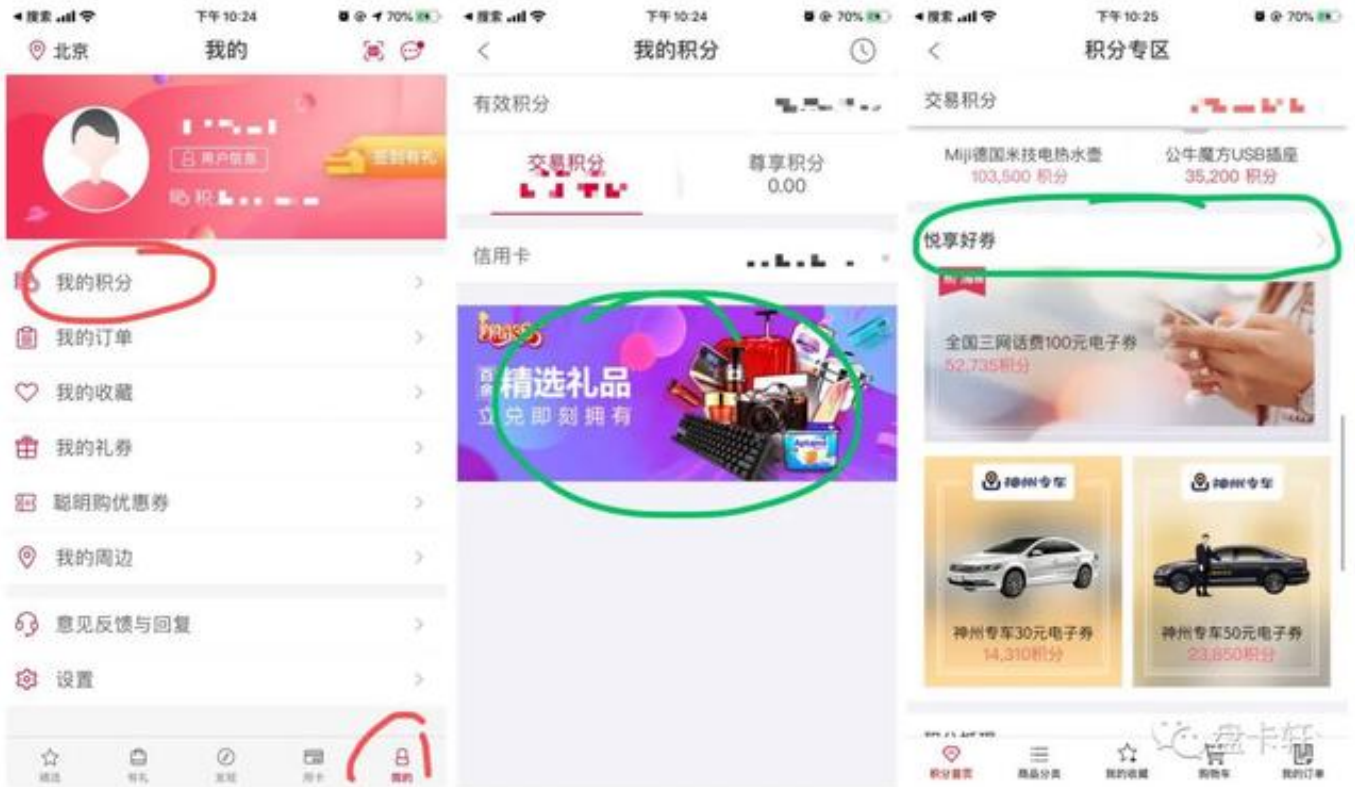 搜索
下午10:24
70%
北京
我的
用户信息
签到有礼
我的积分
我的订单
我的收藏
我的礼券
聪明购优惠券
我的周边
意见反馈与回复
设置
精选
有礼
发现
用卡
我的
搜索
下午10:24
70%
我的积分
有效积分
交易积分
尊享积分
0.00
信用卡
百余
精选礼品
立兑即刻拥有
Aptamil
搜索
下午10:25
70%
积分专区
交易积分
Miji德国米技电热水壶
公牛魔方USB插座
103,500 积分
35,200 积分
悦享好券
全国三网话费100元电子券
52,735积分
神州专车
神州专车
神州专车30元电子券
神州专车50元电子券
14,310积分
23,850积分
盘卡轩
积分首页
商品分类
我的收藏
购物车
我的订单